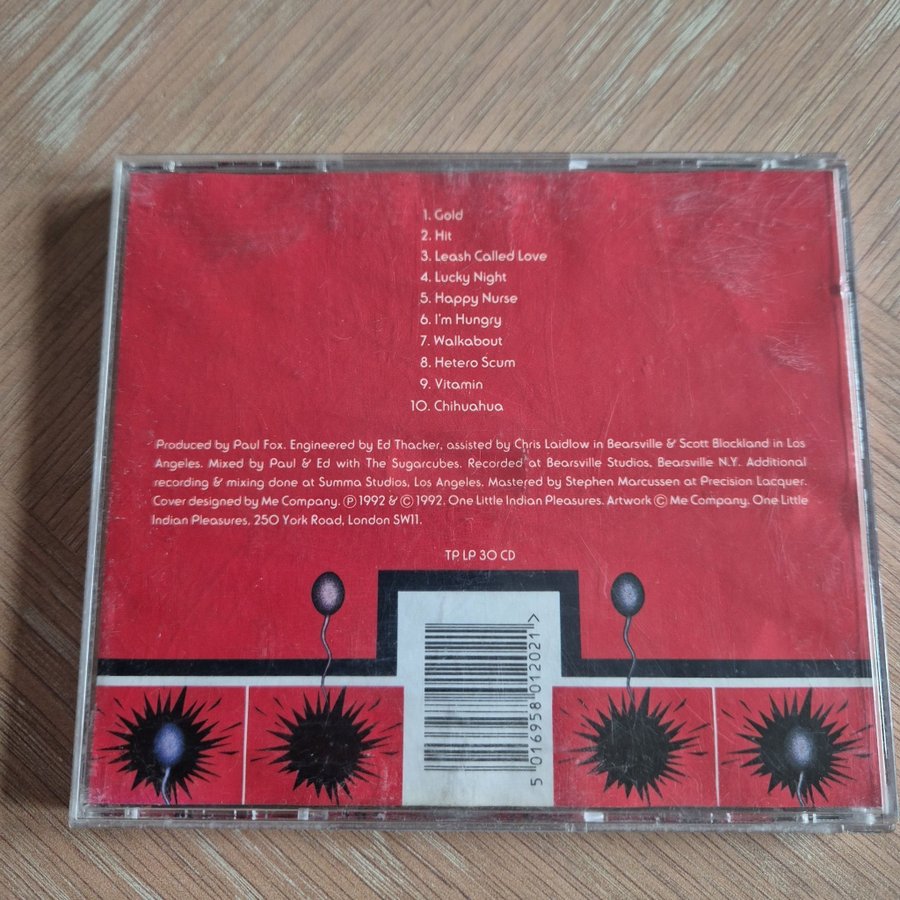 1. Gold
2. Hit
3. Leash Called Love
4. Lucky Night
5. Happy Nurse
6. I'm Hungry
7. Walkabout
8. Hetero Scum
9. Vitamin
10. Chihuahua
Produced by Paul Fox. Engineered by Ed Thacker, assisted by Chris Laidlow in Bearsville & Scott Blockland in Los
Angeles. Mixed by Paul & Ed with The Sugarcubes. Recorded at Bearsville Studios, Bearsville N.Y. Additional
recording & mixing done at Summa Studios, Los Angeles. Mastered by Stephen Marcussen at Precision Lacquer.
Cover designed by Me Company. ℗ 1992 & © 1992. One Little Indian Pleasures. Artwork © Me Company. One Little
Indian Pleasures, 250 York Road, London SW11.
TP LP 30 CD
5 016958 012021 >